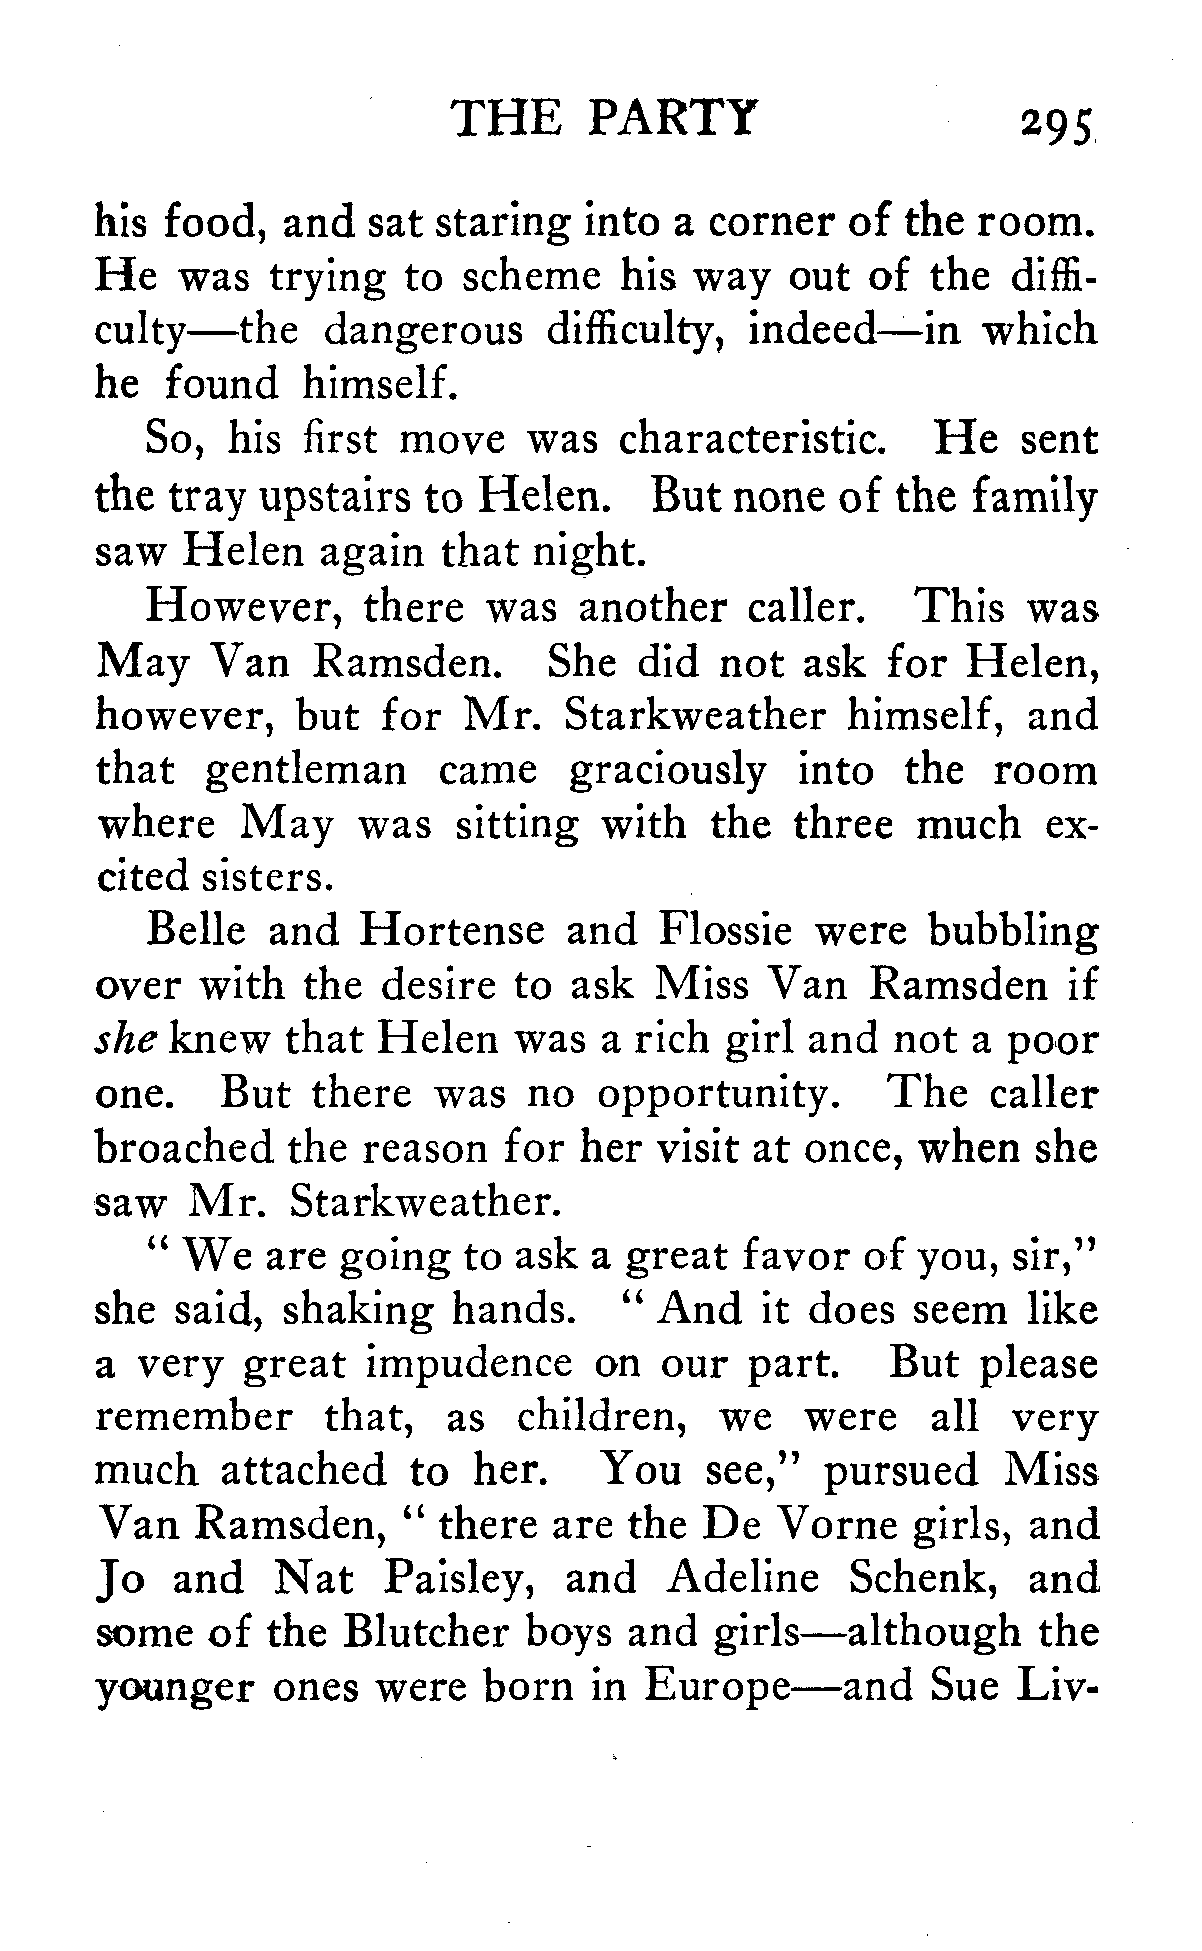 THE PARTY 295
his food, and sat staring into a corner of the room.
He was trying to scheme his way out of the diffi-
culty—the dangerous difficulty, indeed—in which
he found himself.
So, his first move was characteristic. He sent
the tray upstairs to Helen. But none of the family
saw Helen again that night.
However, there was another caller. This was
May Van Ramsden. She did not ask for Helen,
however, but for Mr. Starkweather himself, and
that gentleman came graciously into the room
where May was sitting with the three much ex-
cited sisters.
Belle and Hortense and Flossie were bubbling
over with the desire to ask Miss Van Ramsden if
she knew that Helen was a rich girl and not a poor
one. But there was no opportunity. The caller
broached the reason for her visit at once, when she
saw Mr. Starkweather.
“ We are going to ask a great favor of you, sir,”
she said, shaking hands. “ And it does seem like
a very great impudence on our part. But please
remember that, as children, we were all very
much attached to her. You see,” pursued Miss
Van Ramsden, “ there are the De Vorne girls, and
Jo and Nat Paisley, and Adeline Schenk, and
some of the Blutcher boys and girls—although the
younger ones were born in Europe—and Sue Liv-